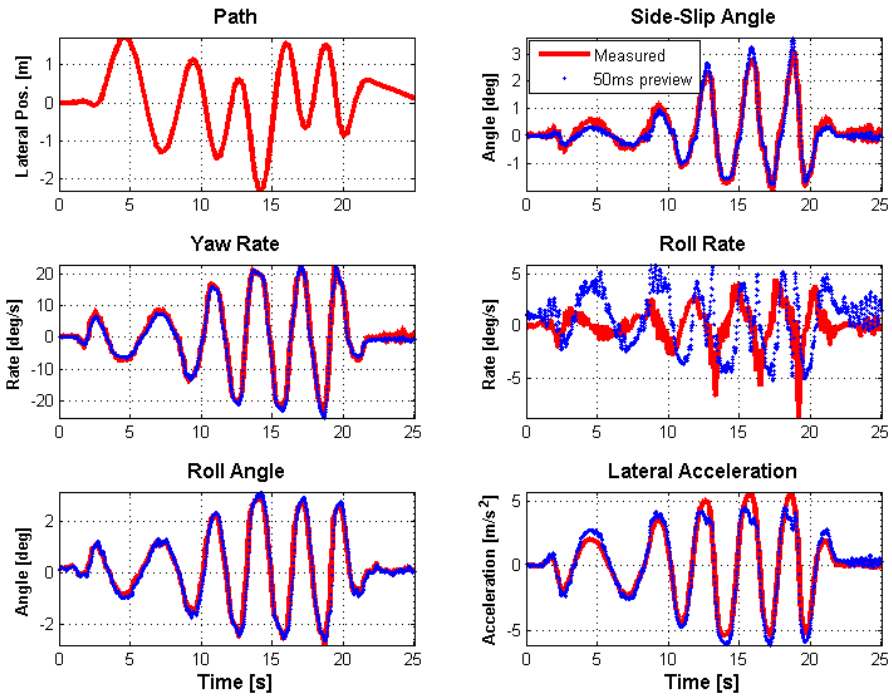 Path
Lateral Pos. [m]
1
0
-1
-2
0 5 10 15 20
Side-Slip Angle
Angle [deg]
3
2
1
0
-1
Measured
50ms preview
0 5 10 15 20 25
Yaw Rate
Rate [deg/s]
20
10
0
-10
-20
0 5 10 15 20 25
Roll Rate
Rate [deg/s]
5
0
-5
0 5 10 15 20 25
Roll Angle
Angle [deg]
2
0
-2
0 5 10 15 20 25
Time [s]
Lateral Acceleration
Acceleration [m/s²]
5
0
-5
0 5 10 15 20 25
Time [s]